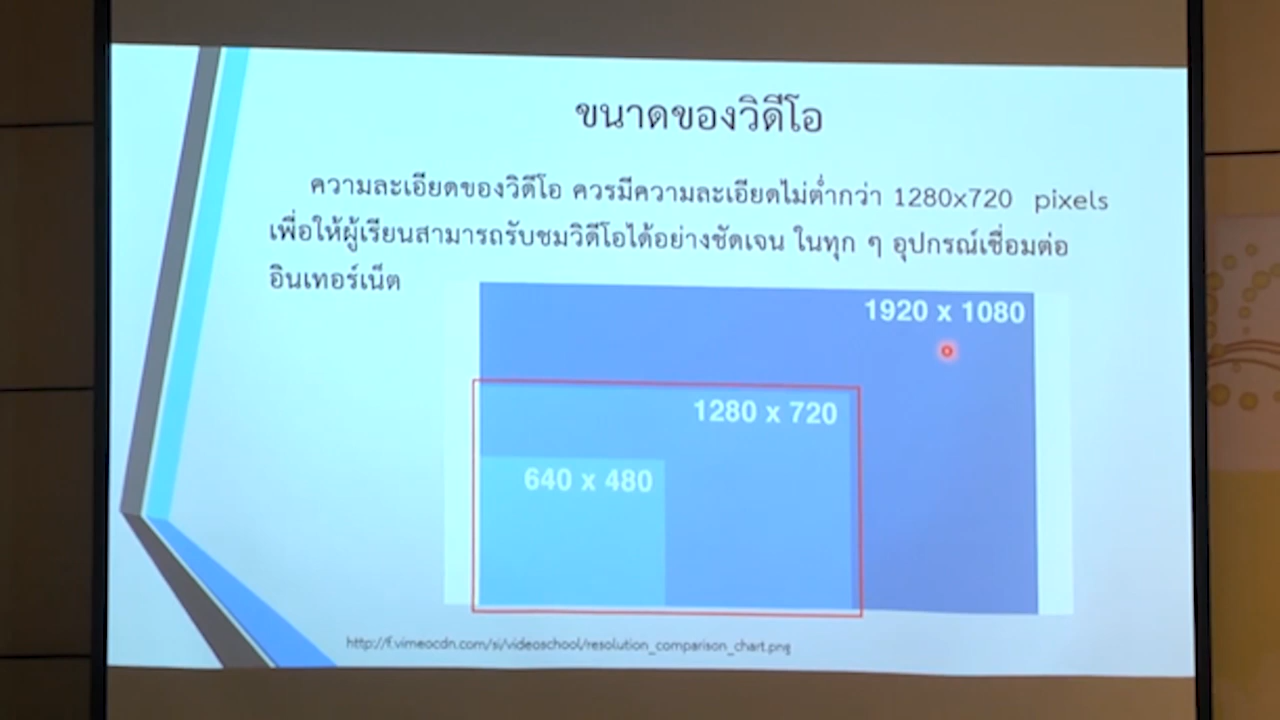 ขนาดของวิดีโอ
ความละเอียดของวิดีโอ ควรมีความละเอียดไม่ต่ำกว่า 1280x720 pixels
เพื่อให้ผู้เรียนสามารถรับชมวิดีโอได้อย่างชัดเจน ในทุก ๆ อุปกรณ์เชื่อมต่อ
อินเทอร์เน็ต
1920 x 1080
1280 x 720
640 x 480
http://f.vimeocdn.com/si/videoschool/resolution_comparison_chart.png